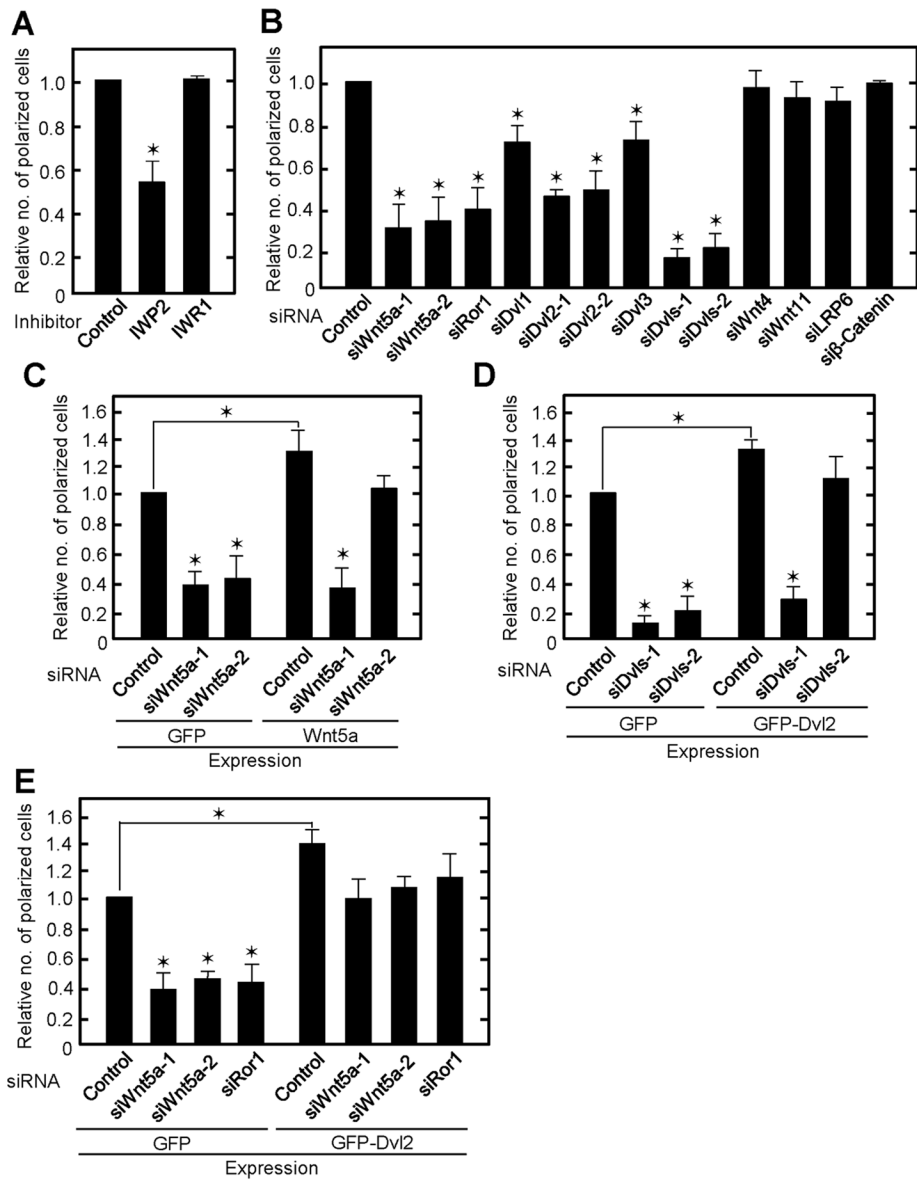 A
Relative no. of polarized cells
1.0
0.8
0.6
0.4
0.2
0
*
Inhibitor
Control
IWP2
IWR1
B
Relative no. of polarized cells
1.0
0.8
0.6
0.4
0.2
0
* * * * * * * * *
siRNA
Control
siWnt5a-1
siWnt5a-2
siRor1
siDvl1
siDvl2-1
siDvl2-2
siDvl3
siDvls-1
siDvls-2
siWnt4
siWnt11
siLRP6
siβ-Catenin
C
Relative no. of polarized cells
1.6
1.4
1.2
1.0
0.8
0.6
0.4
0.2
0
*
* * *
siRNA
Control
siWnt5a-1
siWnt5a-2
Control
siWnt5a-1
siWnt5a-2
GFP
Wnt5a
Expression
D
Relative no. of polarized cells
1.6
1.4
1.2
1.0
0.8
0.6
0.4
0.2
0
*
* * *
siRNA
Control
siDvls-1
siDvls-2
Control
siDvls-1
siDvls-2
GFP
GFP-Dvl2
Expression
E
Relative no. of polarized cells
1.6
1.4
1.2
1.0
0.8
0.6
0.4
0.2
0
*
* * *
siRNA
Control
siWnt5a-1
siWnt5a-2
siRor1
Control
siWnt5a-1
siWnt5a-2
siRor1
GFP
GFP-Dvl2
Expression